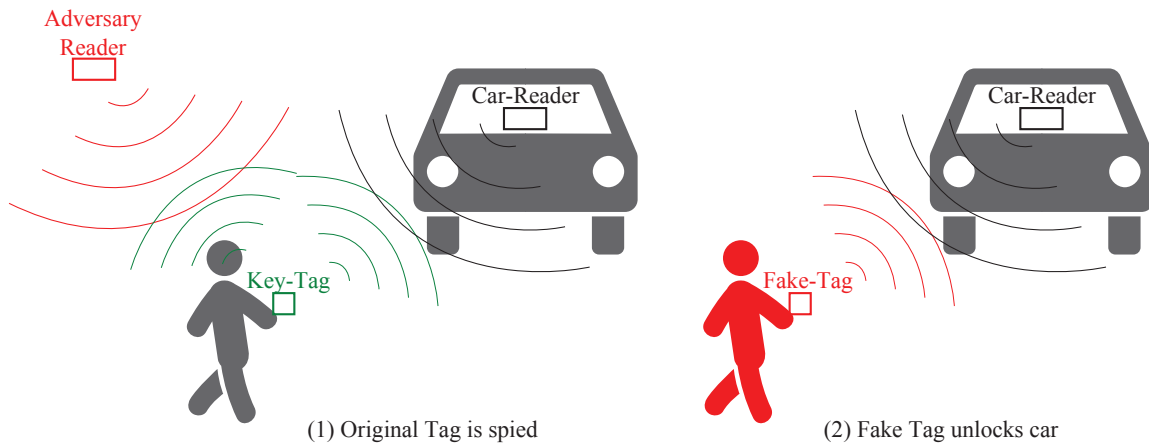 Adversary
Reader
Car-Reader
Key-Tag
(1) Original Tag is spied
Car-Reader
Fake-Tag
(2) Fake Tag unlocks car